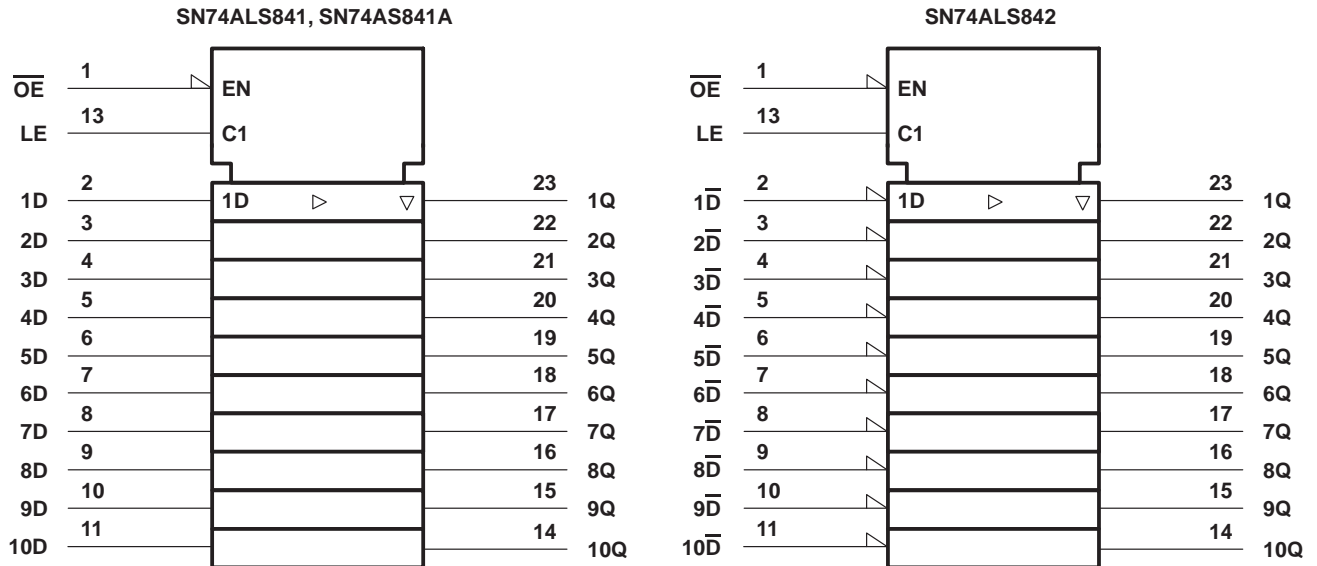 SN74ALS841, SN74AS841A
O̅E̅ 1 EN
LE 13 C1
1D 2 1D ▷ ▽ 23 1Q
2D 3 22 2Q
3D 4 21 3Q
4D 5 20 4Q
5D 6 19 5Q
6D 7 18 6Q
7D 8 17 7Q
8D 9 16 8Q
9D 10 15 9Q
10D 11 14 10Q
SN74ALS842
O̅E̅ 1 EN
LE 13 C1
1D̅ 2 1D ▷ ▽ 23 1Q
2D̅ 3 22 2Q
3D̅ 4 21 3Q
4D̅ 5 20 4Q
5D̅ 6 19 5Q
6D̅ 7 18 6Q
7D̅ 8 17 7Q
8D̅ 9 16 8Q
9D̅ 10 15 9Q
10D̅ 11 14 10Q